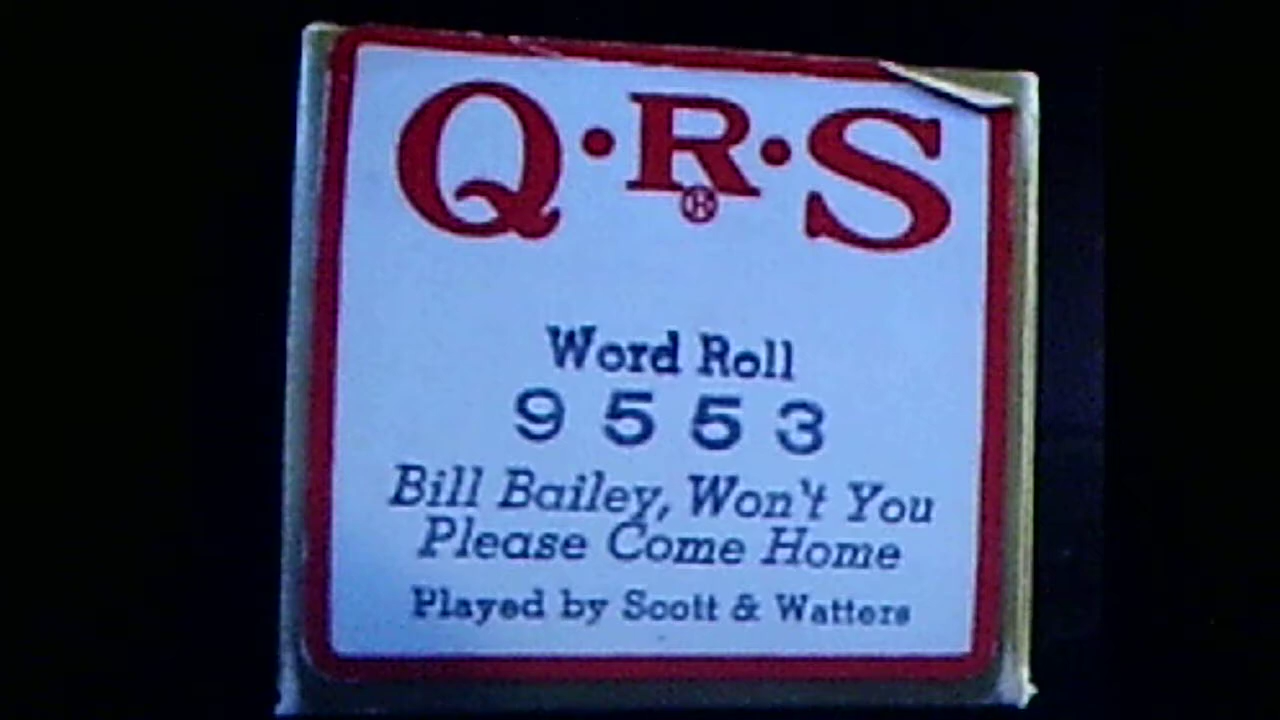 Q·R·S
®
Word Roll
9553
Bill Bailey, Won't You
Please Come Home
Played by Scott & Watters